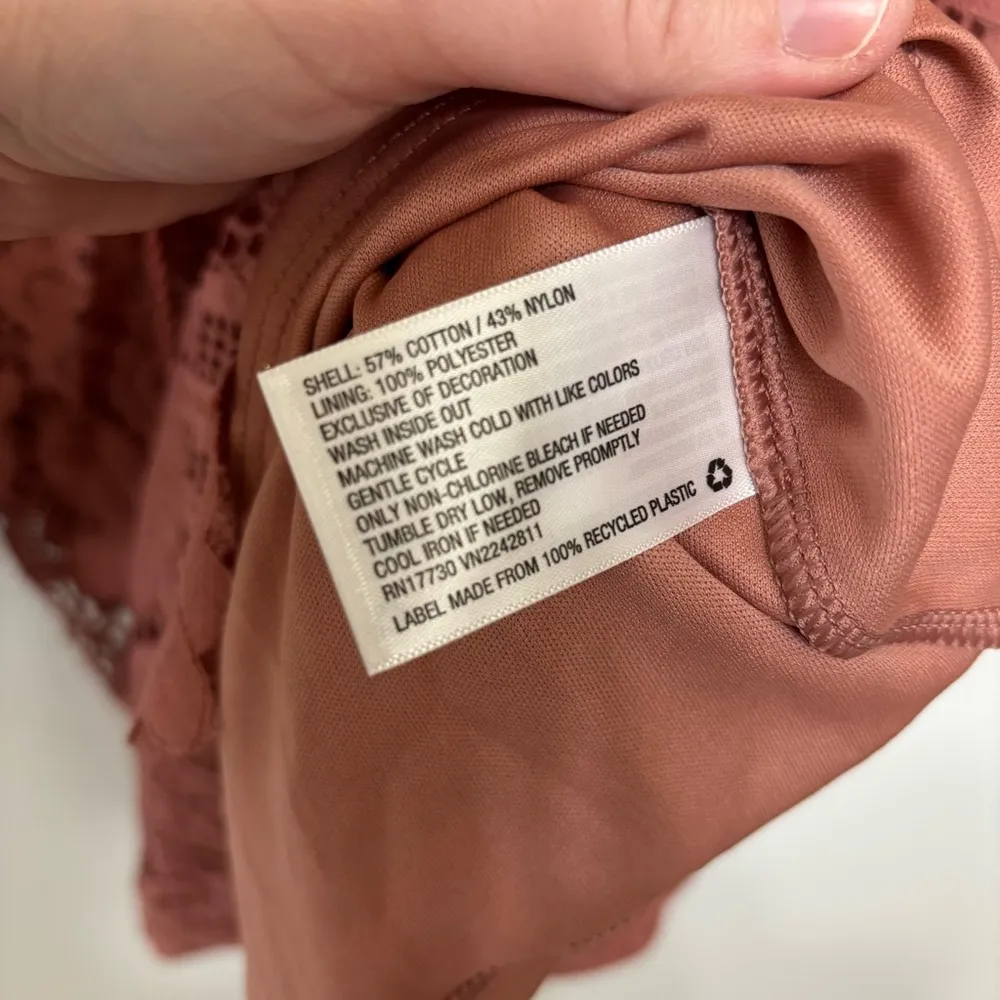 SHELL: 57% COTTON / 43% NYLON
LINING: 100% POLYESTER
EXCLUSIVE OF DECORATION
WASH INSIDE OUT
MACHINE WASH COLD WITH LIKE COLORS
GENTLE CYCLE
ONLY NON-CHLORINE BLEACH IF NEEDED
TUMBLE DRY LOW, REMOVE PROMPTLY
COOL IRON IF NEEDED
RN17730 VN2242811
LABEL MADE FROM 100% RECYCLED PLASTIC